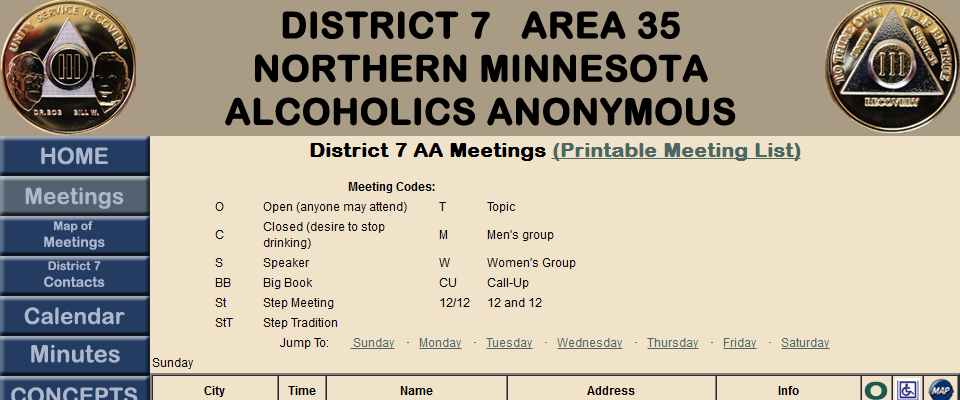 UNITY SERVICE RECOVERY
III
DR. BOB BILL W.
DISTRICT 7 AREA 35
NORTHERN MINNESOTA
ALCOHOLICS ANONYMOUS
TO THINE OWN SELF BE TRUE
UNITY SERVICE
III
RECOVERY
HOME
Meetings
Map of
Meetings
District 7
Contacts
Calendar
Minutes
CONCEPTS
District 7 AA Meetings (Printable Meeting List)
Meeting Codes:
O Open (anyone may attend) T Topic
C Closed (desire to stop drinking) M Men's group
S Speaker W Women's Group
BB Big Book CU Call-Up
St Step Meeting 12/12 12 and 12
StT Step Tradition
Jump To: Sunday · Monday · Tuesday · Wednesday · Thursday · Friday · Saturday
Sunday
City Time Name Address Info O MAP